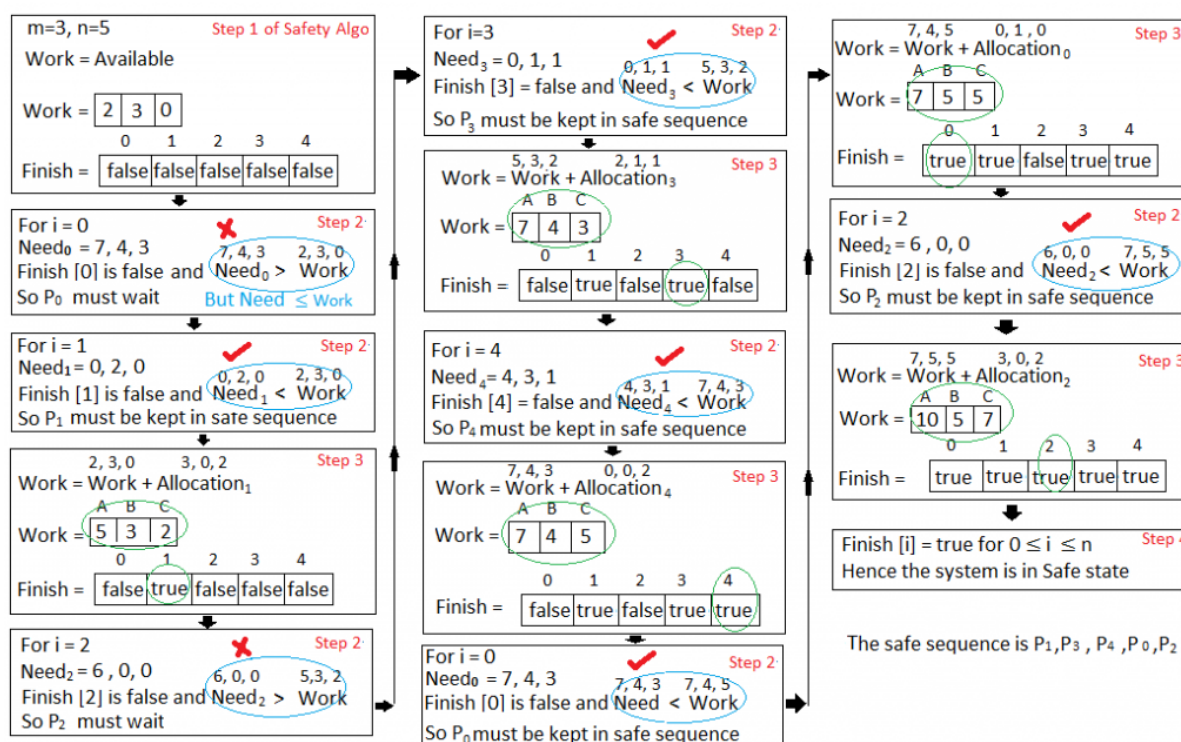 m=3, n=5 Step 1 of Safety Algo
Work = Available
Work = 2 3 0
0 1 2 3 4
Finish = false false false false false
For i = 0 Step 2
Need₀ = 7, 4, 3 7, 4, 3 2, 3, 0
Finish [0] is false and Need₀ > Work
So P₀ must wait But Need ≤ Work
For i = 1 Step 2
Need₁ = 0, 2, 0 0, 2, 0 2, 3, 0
Finish [1] is false and Need₁ < Work
So P₁ must be kept in safe sequence
2, 3, 0 3, 0, 2 Step 3
Work = Work + Allocation₁
A B C
Work = 5 3 2
0 1 2 3 4
Finish = false true false false false
For i = 2 Step 2
Need₂ = 6 , 0, 0 6, 0, 0 5,3, 2
Finish [2] is false and Need₂ > Work
So P₂ must wait
For i=3 Step 2
Need₃ = 0, 1, 1 0, 1, 1 5, 3, 2
Finish [3] = false and Need₃ < Work
So P₃ must be kept in safe sequence
5, 3, 2 2, 1, 1 Step 3
Work = Work + Allocation₃
A B C
Work = 7 4 3
0 1 2 3 4
Finish = false true false true false
For i = 4 Step 2
Need₄ = 4, 3, 1 4, 3, 1 7, 4, 3
Finish [4] = false and Need₄ < Work
So P₄ must be kept in safe sequence
7, 4, 3 0, 0, 2 Step 3
Work = Work + Allocation₄
A B C
Work = 7 4 5
0 1 2 3 4
Finish = false true false true true
For i = 0 Step 2
Need₀ = 7, 4, 3 7, 4, 3 7, 4, 5
Finish [0] is false and Need < Work
So P₀ must be kept in safe sequence
7, 4, 5 0, 1 , 0 Step 3
Work = Work + Allocation₀
A B C
Work = 7 5 5
0 1 2 3 4
Finish = true true false true true
For i = 2 Step 2
Need₂ = 6 , 0, 0 6, 0, 0 7, 5, 5
Finish [2] is false and Need₂ < Work
So P₂ must be kept in safe sequence
7, 5, 5 3, 0, 2 Step 3
Work = Work + Allocation₂
A B C
Work = 10 5 7
0 1 2 3 4
Finish = true true true true true
Finish [i] = true for 0 ≤ i ≤ n Step 4
Hence the system is in Safe state
The safe sequence is P₁,P₃ , P₄ ,P₀,P₂